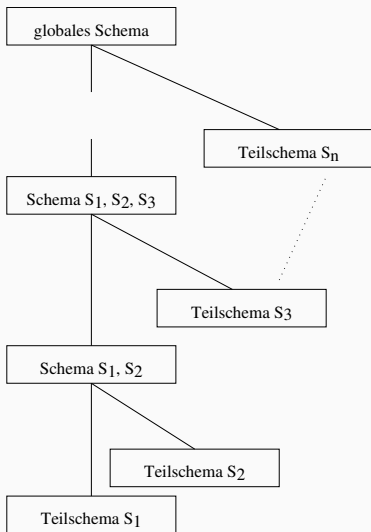 globales Schema
Teilschema Sn
Schema S1, S2, S3
Teilschema S3
Schema S1, S2
Teilschema S2
Teilschema S1